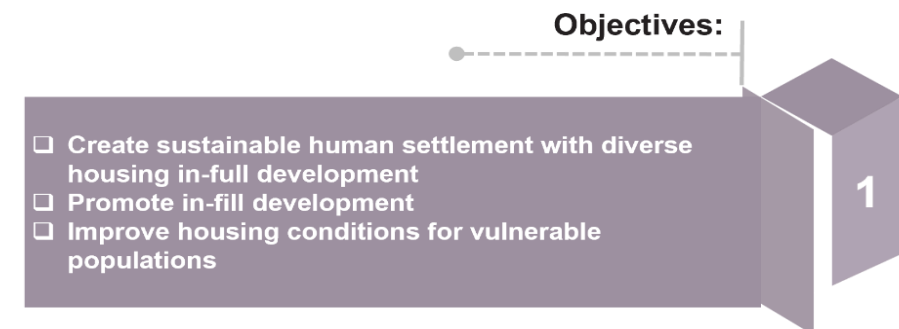 Objectives:
❑ Create sustainable human settlement with diverse
housing in-full development
❑ Promote in-fill development
❑ Improve housing conditions for vulnerable
populations
1